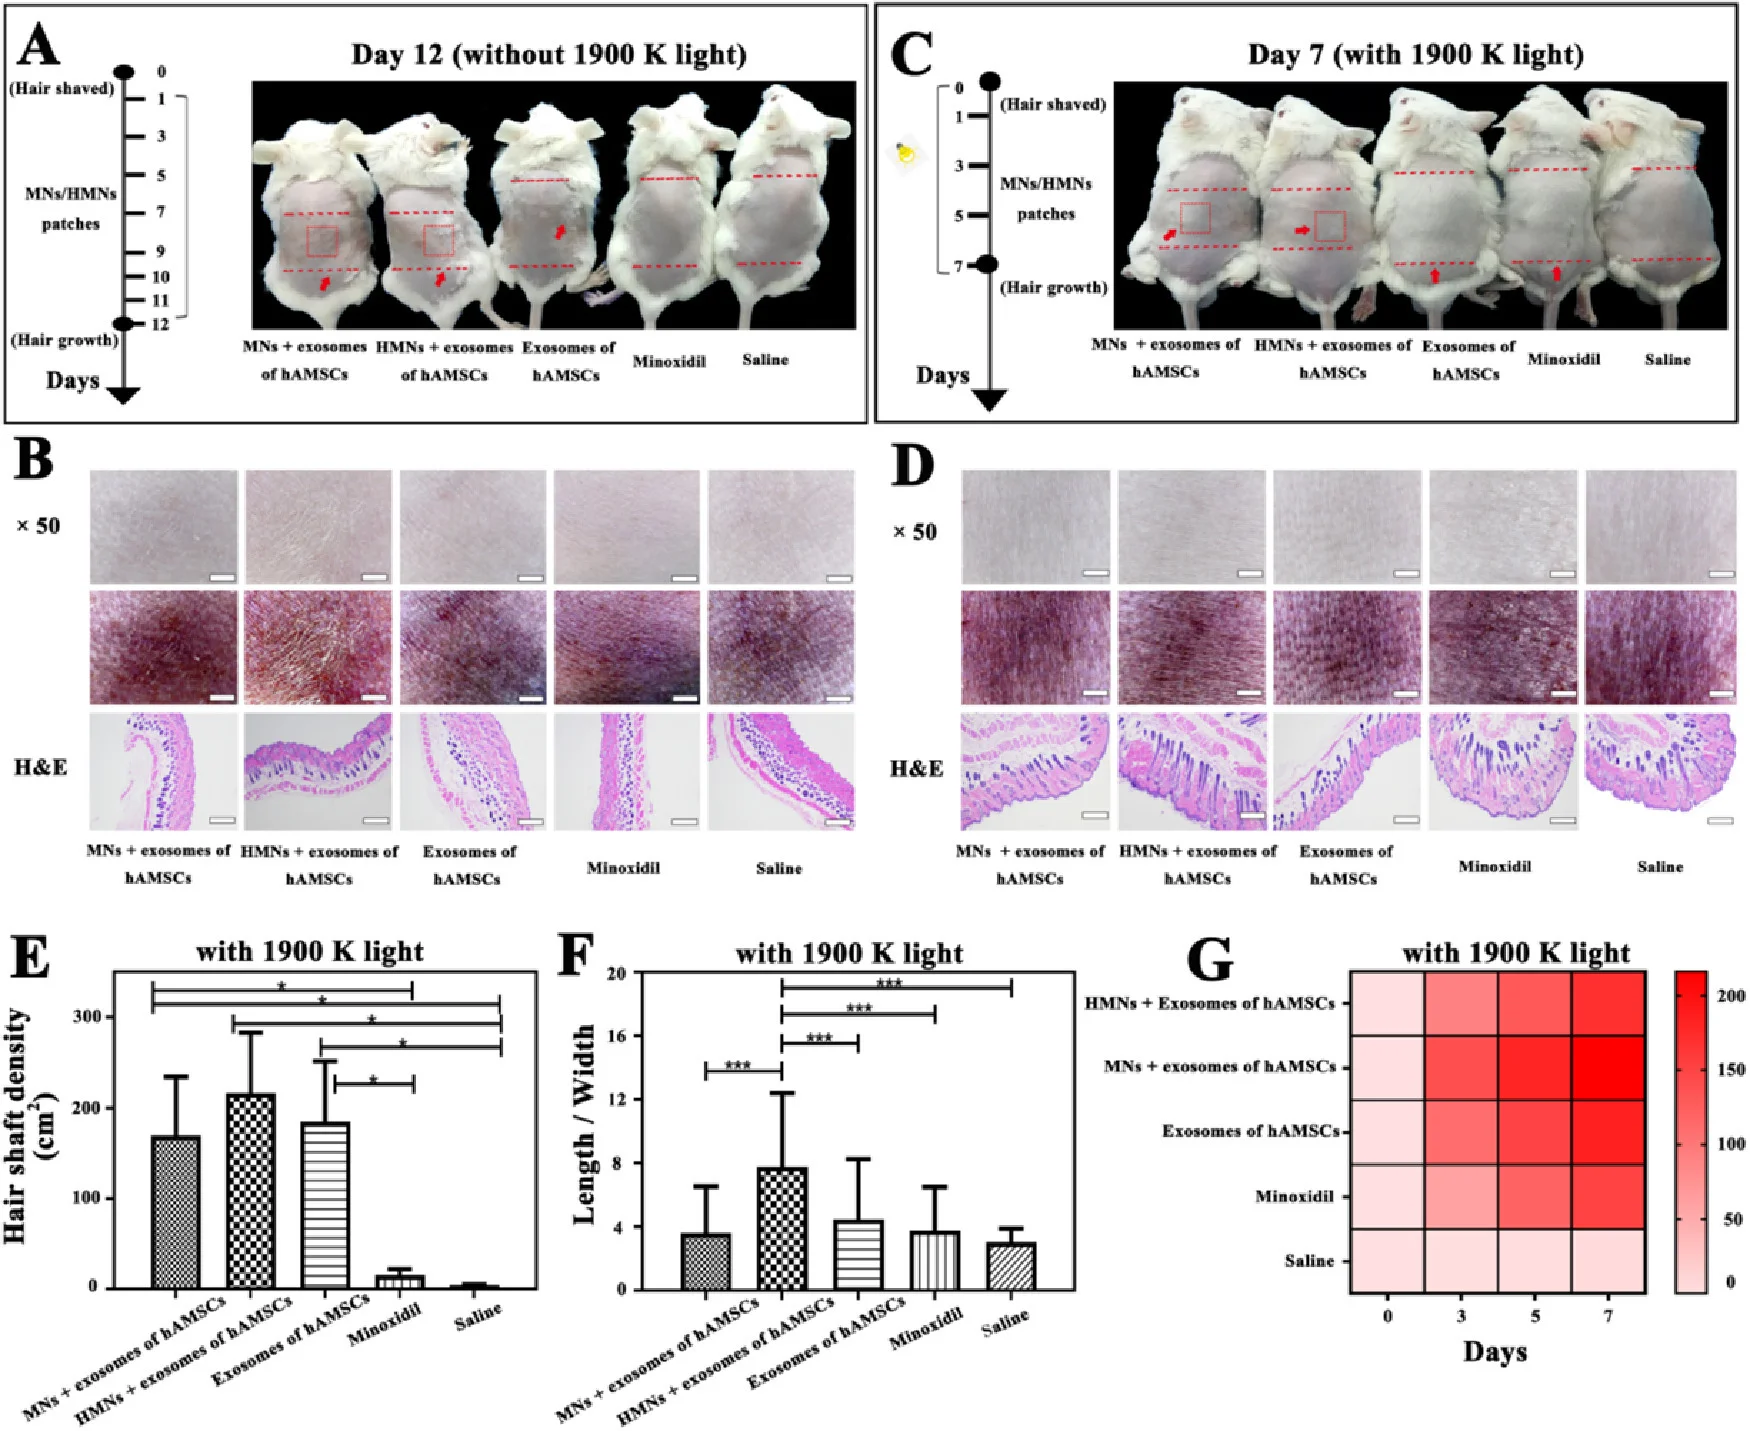 A
Day 12 (without 1900 K light)
0
(Hair shaved)
1
3
5
MNs/HMNs
patches
7
9
10
11
12
(Hair growth)
Days
MNs + exosomes
of hAMSCs
HMNs + exosomes
of hAMSCs
Exosomes of
hAMSCs
Minoxidil
Saline
C
Day 7 (with 1900 K light)
0
(Hair shaved)
1
3
MNs/HMNs
patches
5
7
(Hair growth)
Days
MNs + exosomes of
hAMSCs
HMNs + exosomes of
hAMSCs
Exosomes of
hAMSCs
Minoxidil
Saline
B
× 50
H&E
MNs + exosomes of
hAMSCs
HMNs + exosomes of
hAMSCs
Exosomes of
hAMSCs
Minoxidil
Saline
D
× 50
H&E
MNs + exosomes of
hAMSCs
HMNs + exosomes of
hAMSCs
Exosomes of
hAMSCs
Minoxidil
Saline
E
with 1900 K light
Hair shaft density
(cm²)
300
200
100
0
*
*
*
*
*
MNs + exosomes of hAMSCs
HMNs + exosomes of hAMSCs
Exosomes of hAMSCs
Minoxidil
Saline
F
with 1900 K light
Length / Width
20
16
12
8
4
0
***
***
***
***
MNs + exosomes of hAMSCs
HMNs + exosomes of hAMSCs
Exosomes of hAMSCs
Minoxidil
Saline
G
with 1900 K light
HMNs + Exosomes of hAMSCs
MNs + exosomes of hAMSCs
Exosomes of hAMSCs
Minoxidil
Saline
0
3
5
7
Days
200
150
100
50
0